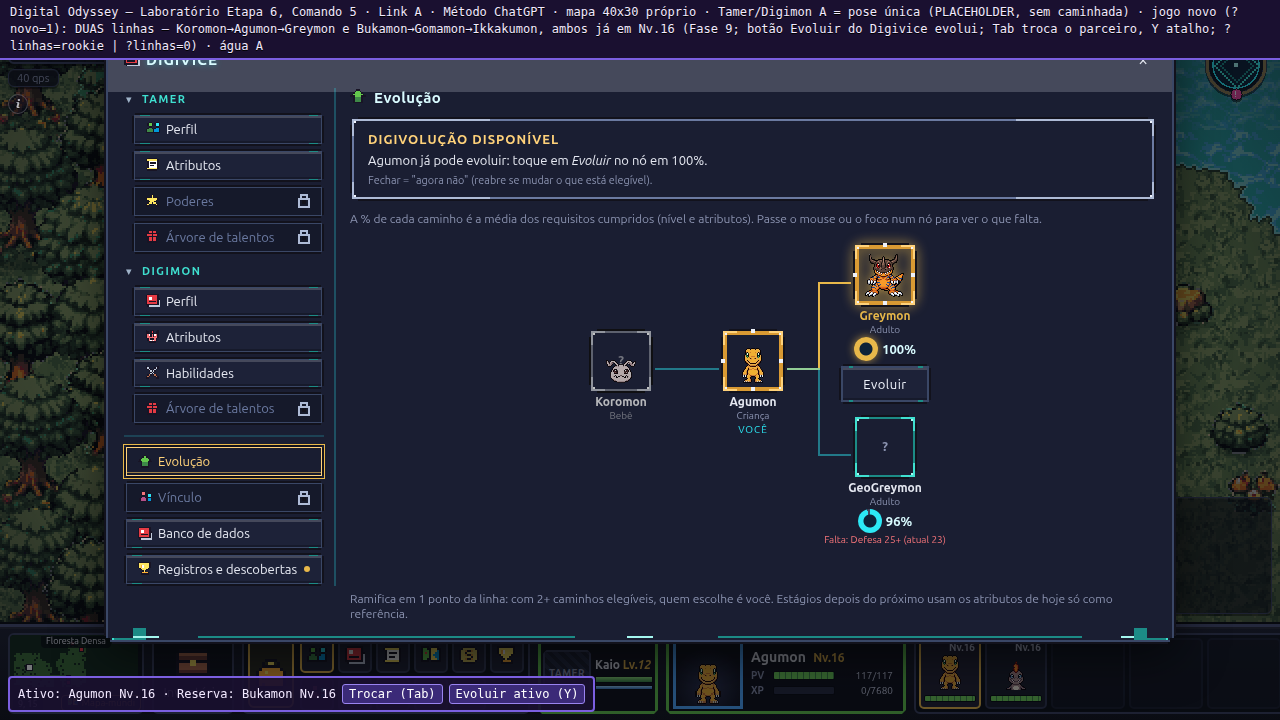 Digital Odyssey — Laboratório Etapa 6, Comando 5 · Link A · Método ChatGPT · mapa 40x30 próprio · Tamer/Digimon A = pose única (PLACEHOLDER, sem caminhada) · jogo novo (?
novo=1): DUAS linhas — Koromon→Agumon→Greymon e Bukamon→Gomamon→Ikkakumon, ambos já em Nv.16 (Fase 9; botão Evoluir do Digivice evolui; Tab troca o parceiro, Y atalho; ?
linhas=rookie | ?linhas=0) · água A
DIGIVICE
×
40 qps
i
TAMER
Perfil
Atributos
Poderes
Árvore de talentos
DIGIMON
Perfil
Atributos
Habilidades
Árvore de talentos
Evolução
Vínculo
Banco de dados
Registros e descobertas
Evolução
DIGIVOLUÇÃO DISPONÍVEL
Agumon já pode evoluir: toque em Evoluir no nó em 100%.
Fechar = "agora não" (reabre se mudar o que está elegível).
A % de cada caminho é a média dos requisitos cumpridos (nível e atributos). Passe o mouse ou o foco num nó para ver o que falta.
?
Koromon
Bebê
Agumon
Criança
VOCÊ
Greymon
Adulto
100%
Evoluir
?
GeoGreymon
Adulto
96%
Falta: Defesa 25+ (atual 23)
Ramifica em 1 ponto da linha: com 2+ caminhos elegíveis, quem escolhe é você. Estágios depois do próximo usam os atributos de hoje só como
referência.
Floresta Densa
TAMER
Kaio Lv.12
Agumon Nv.16
PV 117/117
XP 0/7680
Nv.16
Nv.16
Ativo: Agumon Nv.16 · Reserva: Bukamon Nv.16 Trocar (Tab) Evoluir ativo (Y)